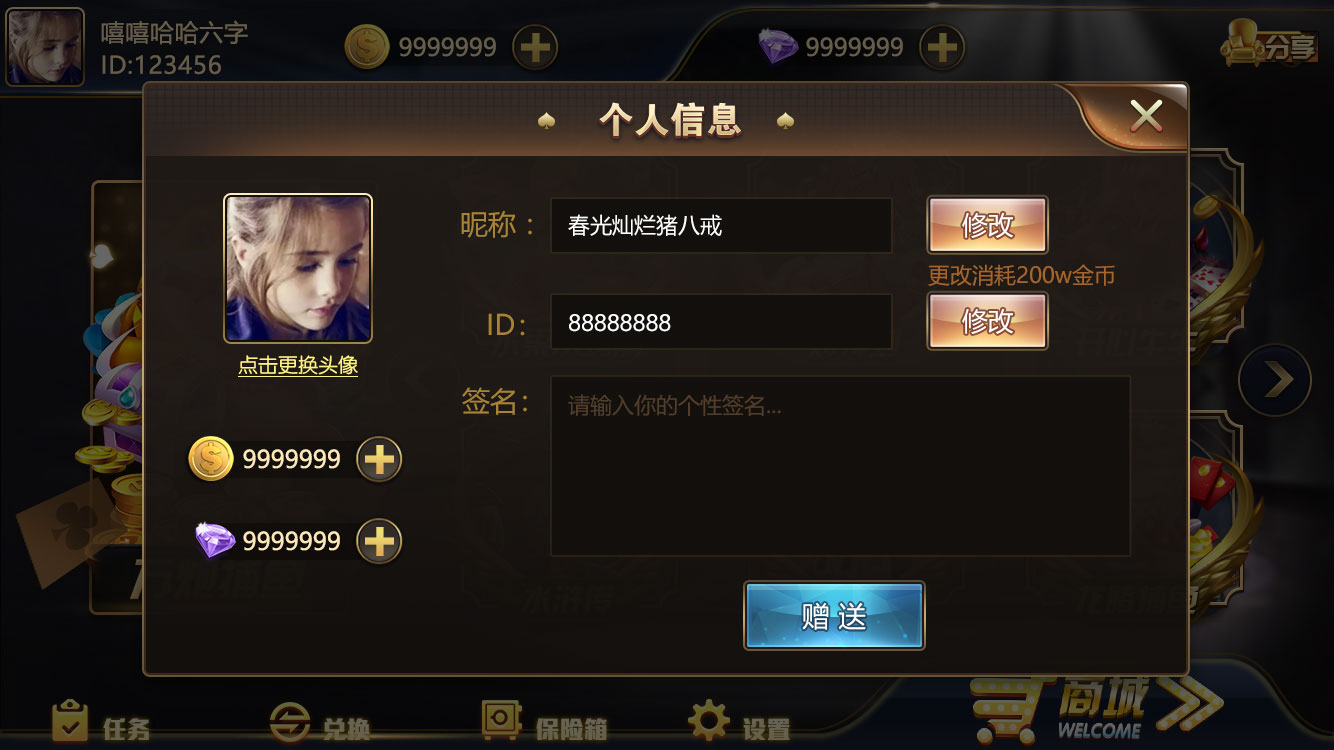 嘻嘻哈哈六字
ID:123456
9999999
9999999
分享
个人信息
昵称：
春光灿烂猪八戒
修改
更改消耗200w金币
ID：
88888888
修改
点击更换头像
签名：
请输入你的个性签名...
9999999
9999999
水浒传
赠送
任务
兑换
保险箱
设置
商城
WELCOME